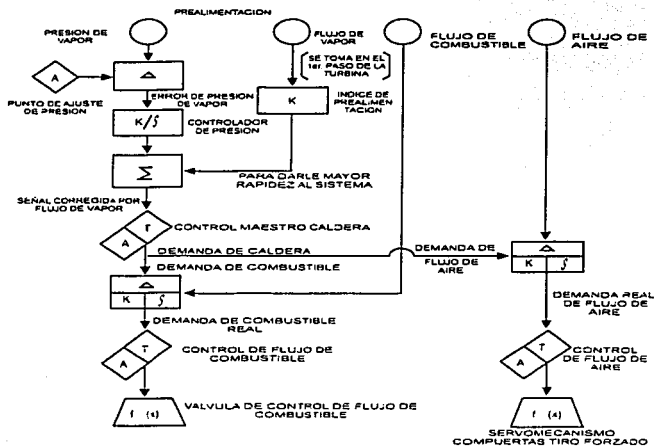 PREALIMENTACION
PRESION DE
VAPOR
FLUJO DE
VAPOR
FLUJO DE
COMBUSTIBLE
FLUJO DE
AIRE
SE TOMA EN EL
1er. PASO DE LA
TURBINA
A
Δ
PUNTO DE AJUSTE
DE PRESION
ERROR DE PRESION
DE VAPOR
K
INDICE DE
PREALIMEN
TACION
K/∫
CONTROLADOR
DE PRESION
Σ
PARA DARLE MAYOR
RAPIDEZ AL SISTEMA
SEÑAL CORREGIDA POR
FLUJO DE VAPOR
A T
CONTROL MAESTRO CALDERA
DEMANDA DE CALDERA
DEMANDA DE COMBUSTIBLE
DEMANDA DE
FLUJO DE
AIRE
Δ
K ∫
Δ
K ∫
DEMANDA DE COMBUSTIBLE
REAL
DEMANDA REAL
DE FLUJO DE
AIRE
A T
CONTROL DE FLUJO DE
COMBUSTIBLE
A T
CONTROL
DE FLUJO DE
AIRE
f (x)
VALVULA DE CONTROL DE FLUJO DE
COMBUSTIBLE
f (x)
SERVOMECANISMO
COMPUERTAS TIRO FORZADO